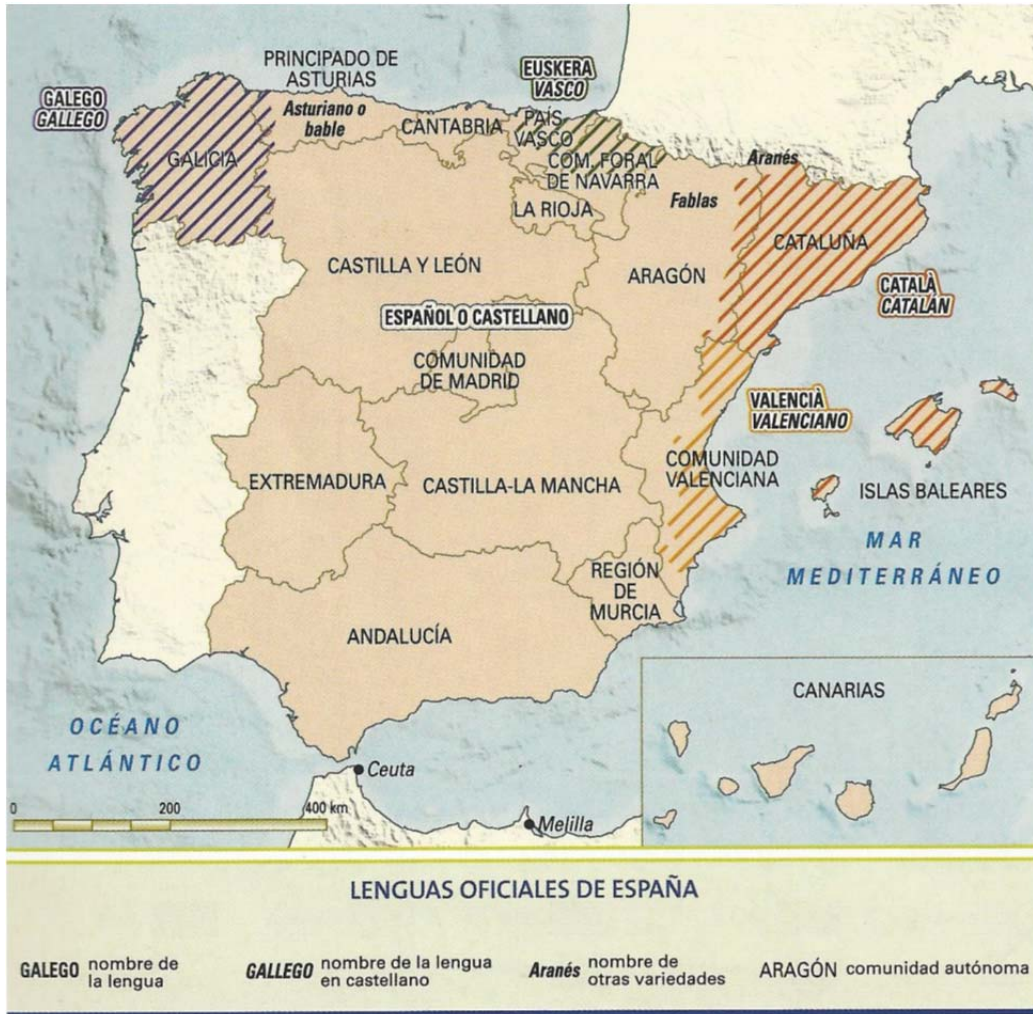 PRINCIPADO DE
ASTURIAS
EUSKERA
VASCO
GALEGO
GALLEGO
Asturiano o
bable
CANTABRIA
PAÍS
VASCO
GALICIA
COM. FORAL
DE NAVARRA
Aranés
LA RIOJA
Fablas
CATALUÑA
CASTILLA Y LEÓN
ARAGÓN
CATALÀ
CATALÁN
ESPAÑOL O CASTELLANO
COMUNIDAD
DE MADRID
VALENCIÀ
VALENCIANO
EXTREMADURA
CASTILLA-LA MANCHA
COMUNIDAD
VALENCIANA
ISLAS BALEARES
MAR
MEDITERRÁNEO
REGIÓN
DE
MURCIA
ANDALUCÍA
CANARIAS
OCÉANO
ATLÁNTICO
Ceuta
0 200 400 km
Melilla
LENGUAS OFICIALES DE ESPAÑA
GALEGO nombre de
la lengua
GALLEGO nombre de la lengua
en castellano
Aranés nombre de
otras variedades
ARAGÓN comunidad autónoma